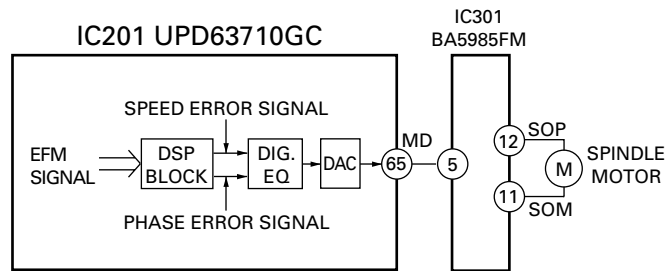 IC201 UPD63710GC
IC301
BA5985FM
SPEED ERROR SIGNAL
EFM
SIGNAL
DSP
BLOCK
DIG.
EQ
DAC
65
MD
5
12
SOP
11
SOM
M
SPINDLE
MOTOR
PHASE ERROR SIGNAL